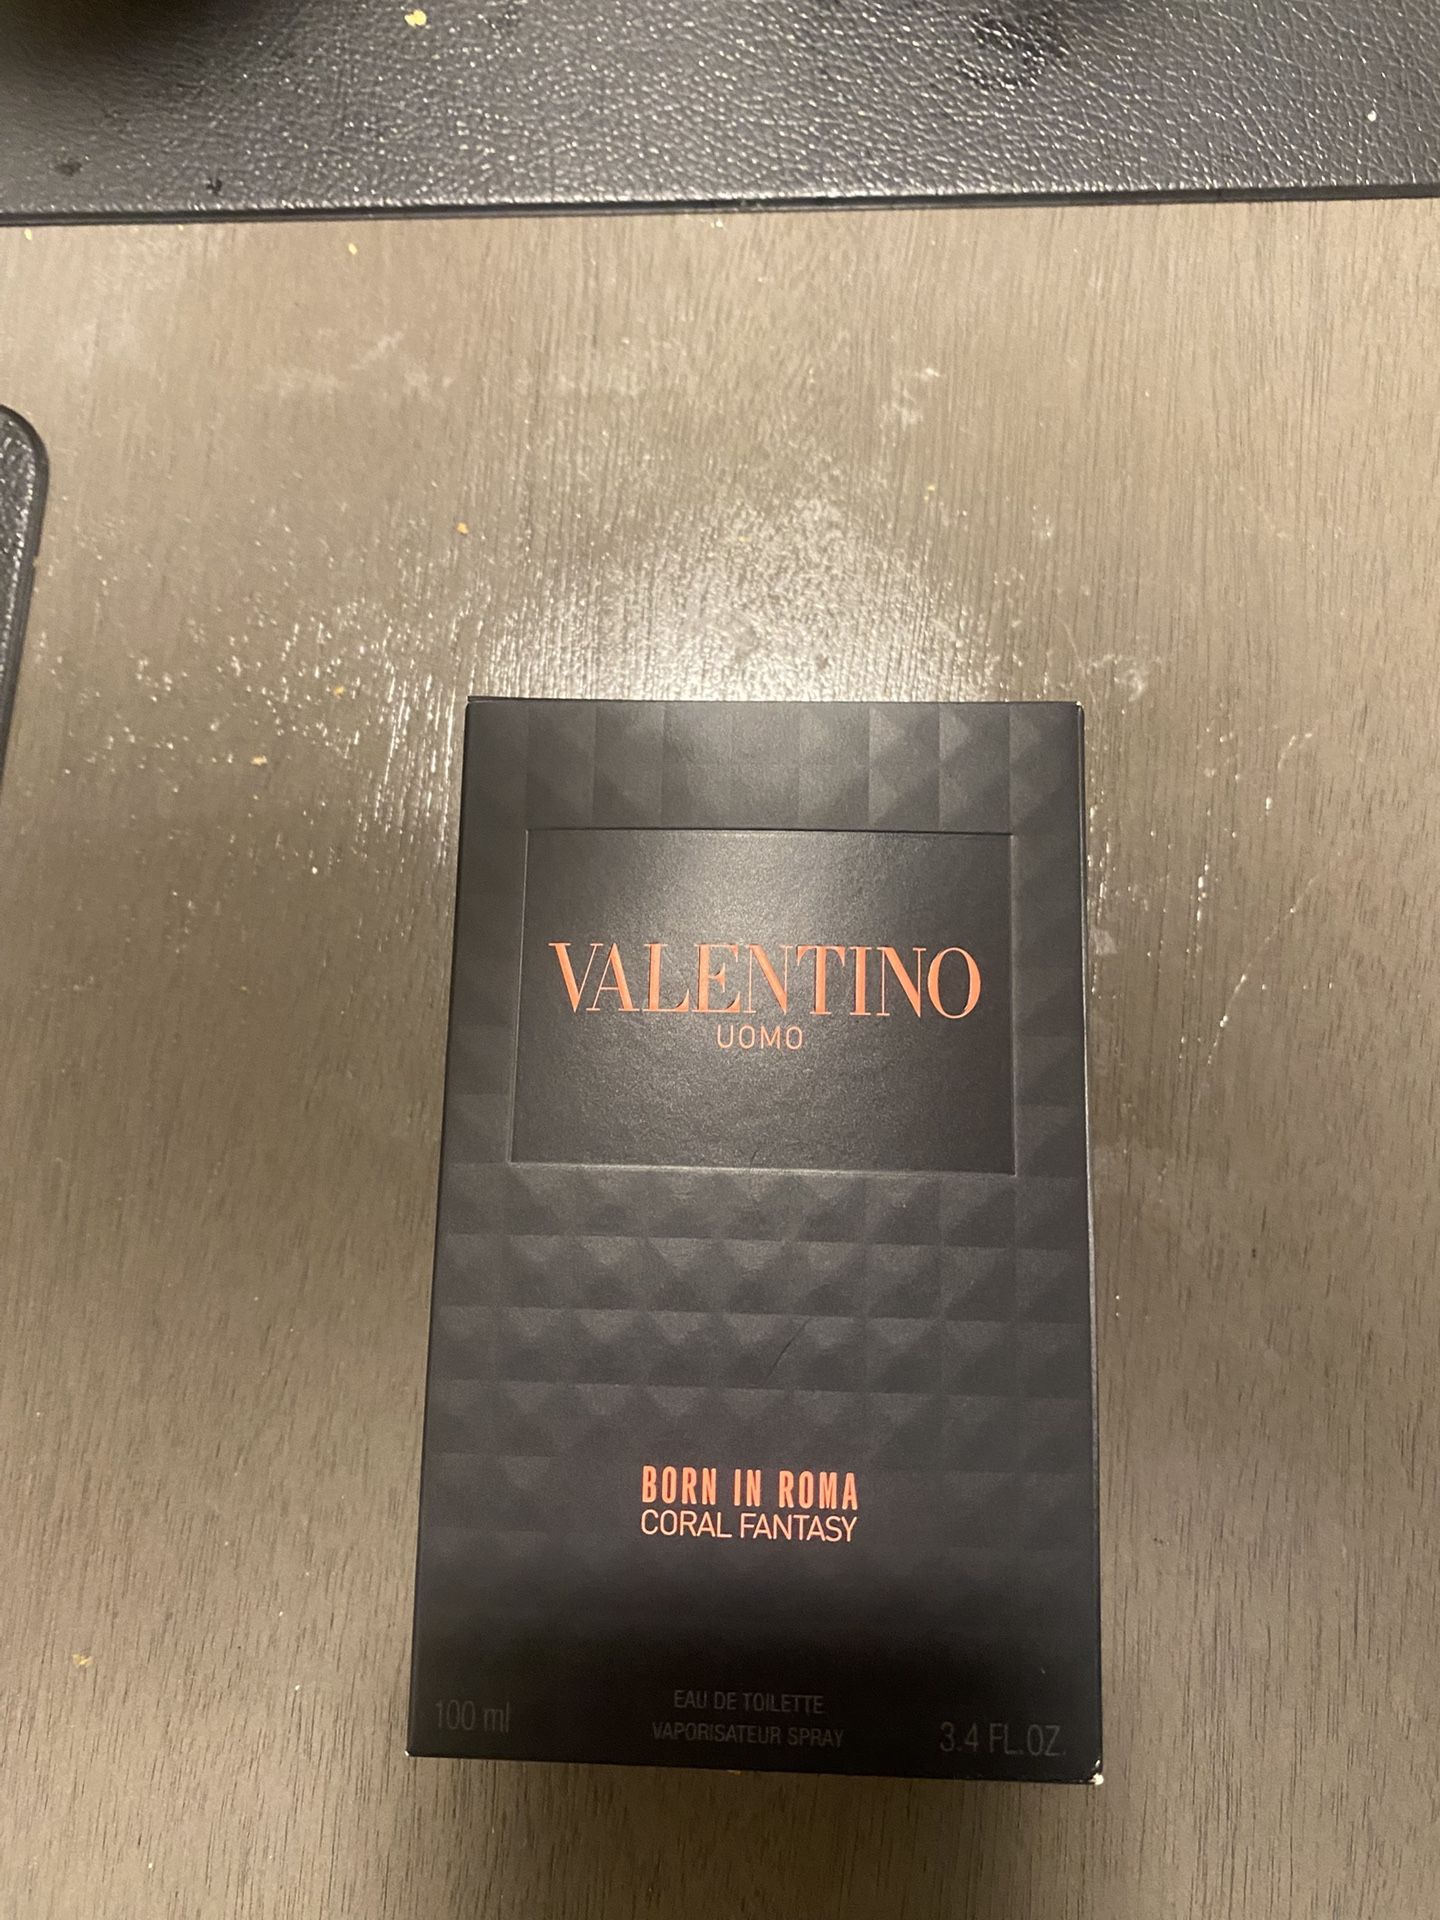 VALENTINO
UOMO
BORN IN ROMA
CORAL FANTASY
EAU DE TOILETTE
100 ml VAPORISATEUR SPRAY 3.4 FL.OZ.